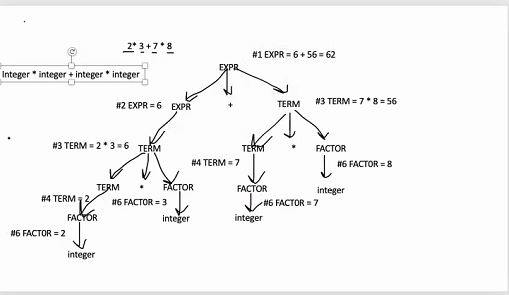 2* 3 + 7 * 8
#1 EXPR = 6 + 56 = 62
Integer * integer + integer * integer
EXPR
#2 EXPR = 6
EXPR
+
TERM
#3 TERM = 7 * 8 = 56
#3 TERM = 2 * 3 = 6
TERM
TERM
*
FACTOR
#4 TERM = 7
#6 FACTOR = 8
TERM
*
FACTOR
FACTOR
integer
#4 TERM = 2
#6 FACTOR = 3
#6 FACTOR = 7
FACTOR
integer
integer
#6 FACTOR = 2
integer